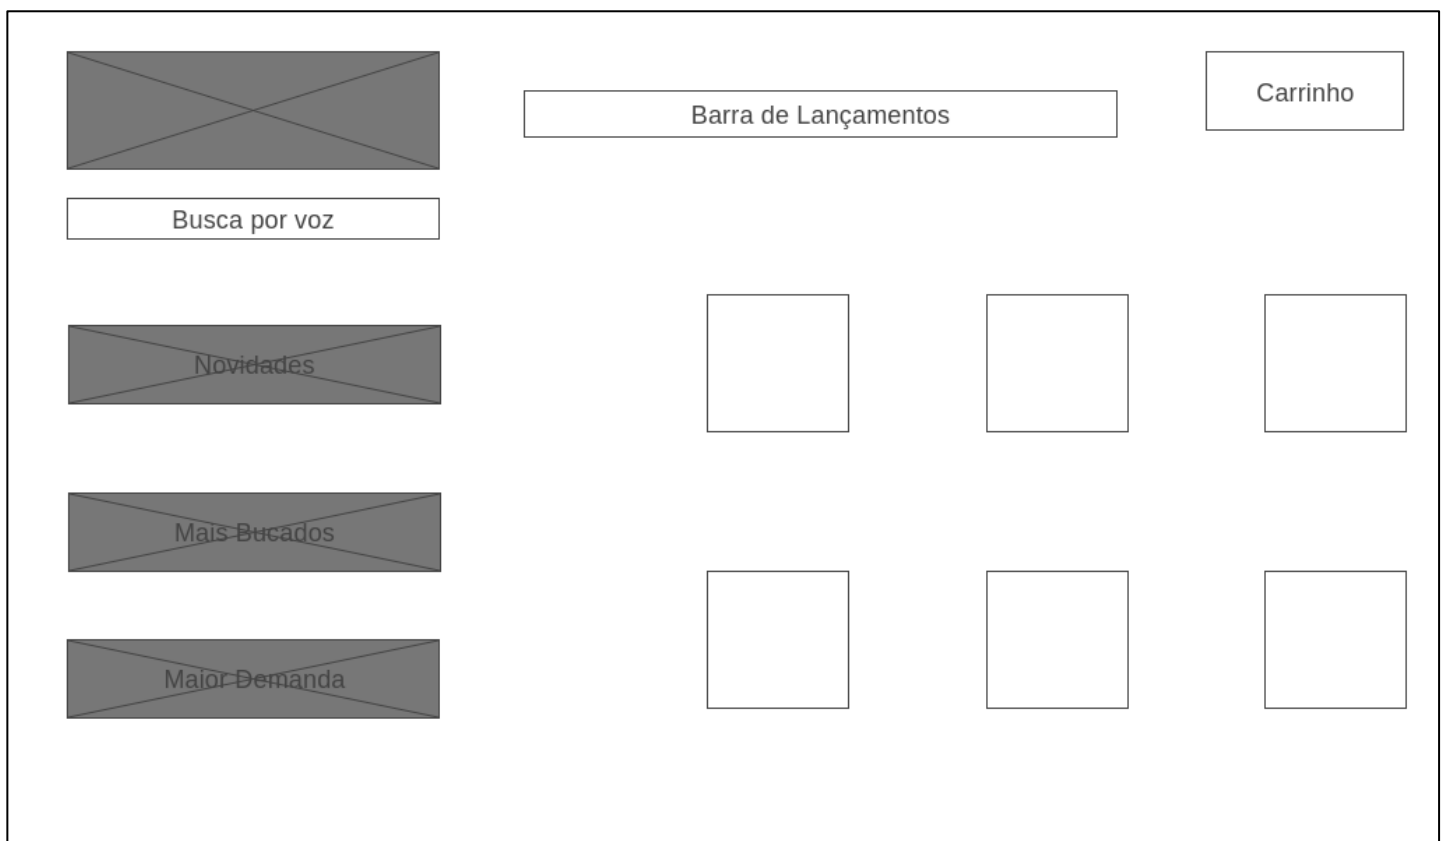 Barra de Lançamentos
Carrinho
Busca por voz
Novidades
Mais Bucados
Maior Demanda